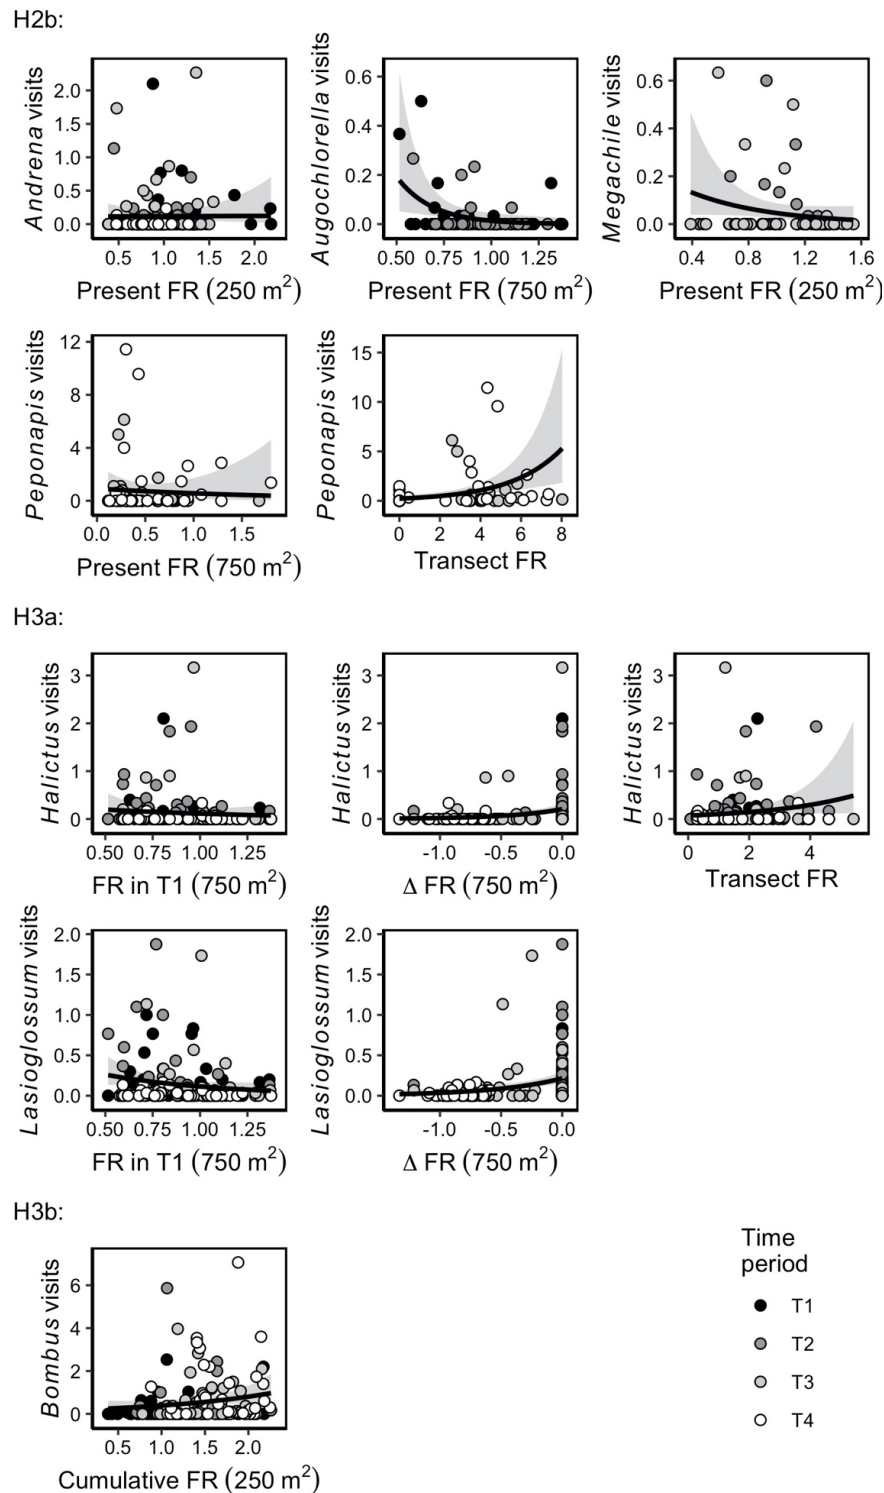 H2b:
Andrena visits
2.0
1.5
1.0
0.5
0.0
0.5 1.0 1.5 2.0
Present FR (250 m²)
Augochlorella visits
0.6
0.4
0.2
0.0
0.50 0.75 1.00 1.25
Present FR (750 m²)
Megachile visits
0.6
0.4
0.2
0.0
0.4 0.8 1.2 1.6
Present FR (250 m²)
Peponapis visits
12
8
4
0
0.0 0.5 1.0 1.5
Present FR (750 m²)
Peponapis visits
15
10
5
0
0 2 4 6 8
Transect FR
H3a:
Halictus visits
3
2
1
0
0.50 0.75 1.00 1.25
FR in T1 (750 m²)
Halictus visits
3
2
1
0
-1.0 -0.5 0.0
Δ FR (750 m²)
Halictus visits
3
2
1
0
0 2 4
Transect FR
Lasioglossum visits
2.0
1.5
1.0
0.5
0.0
0.50 0.75 1.00 1.25
FR in T1 (750 m²)
Lasioglossum visits
2.0
1.5
1.0
0.5
0.0
-1.0 -0.5 0.0
Δ FR (750 m²)
H3b:
Bombus visits
6
4
2
0
0.5 1.0 1.5 2.0
Cumulative FR (250 m²)
Time
period
T1
T2
T3
T4